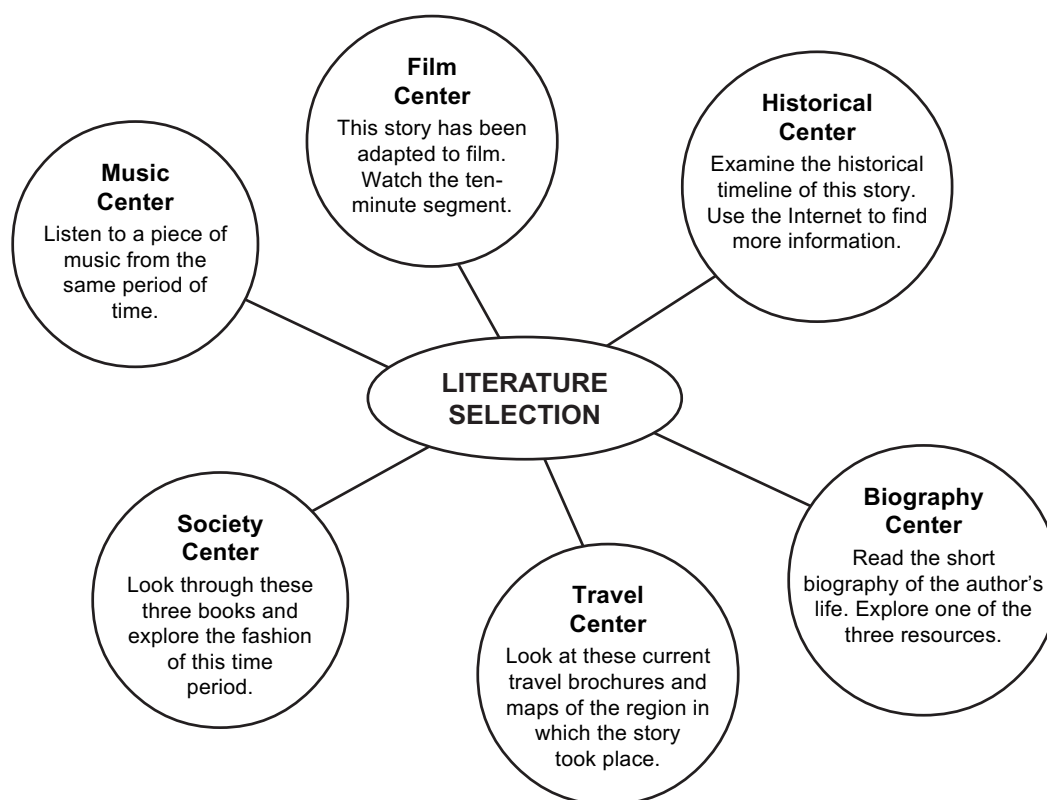 Film
Center
This story has been
adapted to film.
Watch the ten-
minute segment.
Historical
Center
Examine the historical
timeline of this story.
Use the Internet to find
more information.
Music
Center
Listen to a piece of
music from the
same period of
time.
LITERATURE
SELECTION
Society
Center
Look through these
three books and
explore the fashion
of this time
period.
Travel
Center
Look at these current
travel brochures and
maps of the region in
which the story
took place.
Biography
Center
Read the short
biography of the author’s
life. Explore one of the
three resources.